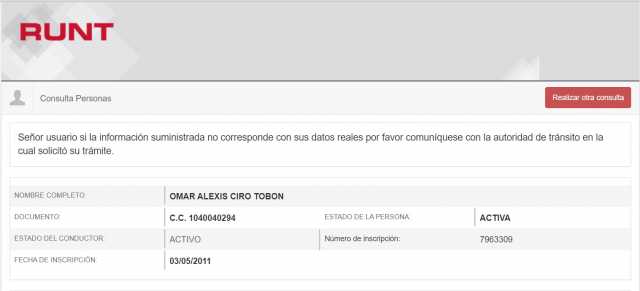 RUNT
Consulta Personas
Realizar otra consulta
Señor usuario si la información suministrada no corresponde con sus datos reales por favor comuníquese con la autoridad de tránsito en la
cual solicitó su trámite.
NOMBRE COMPLETO: OMAR ALEXIS CIRO TOBON
DOCUMENTO: C.C. 1040040294 ESTADO DE LA PERSONA: ACTIVA
ESTADO DEL CONDUCTOR: ACTIVO Número de inscripción: 7963309
FECHA DE INSCRIPCIÓN 03/05/2011